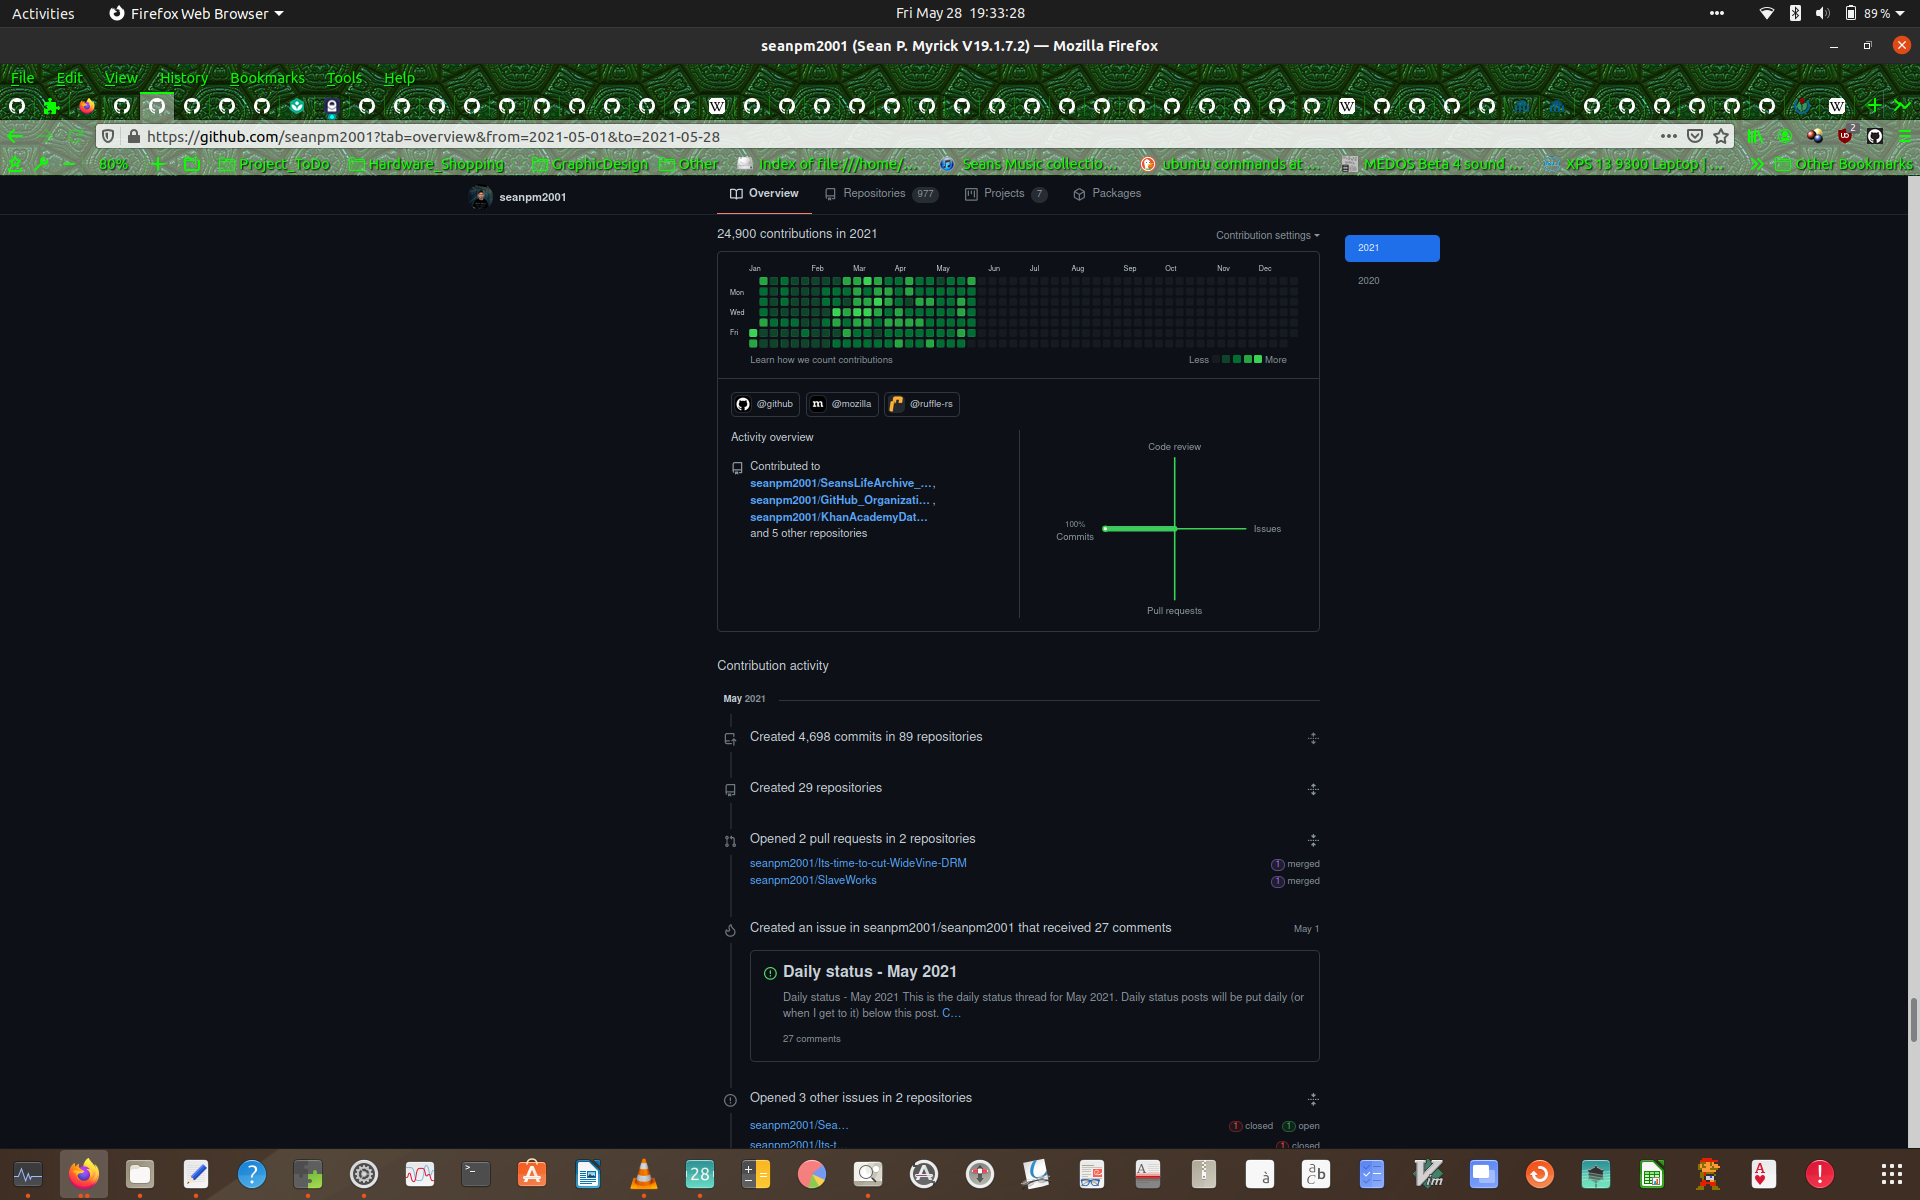 Activities
Firefox Web Browser
Fri May 28 19:33:28
89 %
seanpm2001 (Sean P. Myrick V19.1.7.2) — Mozilla Firefox
File Edit View History Bookmarks Tools Help
https://github.com/seanpm2001?tab=overview&from=2021-05-01&to=2021-05-28
2
80%
Project_ToDo
Hardware_Shopping
GraphicDesign
Other
Index of file:///home/…
Seans Music collectio…
ubuntu commands at …
MEDOS Beta 4 sound …
XPS 13 9300 Laptop | …
Other Bookmarks
seanpm2001
Overview
Repositories 977
Projects 7
Packages
24,900 contributions in 2021
Contribution settings
2021
2020
Jan Feb Mar Apr May Jun Jul Aug Sep Oct Nov Dec
Mon
Wed
Fri
Learn how we count contributions
Less
More
@github
@mozilla
@ruffle-rs
Activity overview
Contributed to
seanpm2001/SeansLifeArchive_…,
seanpm2001/GitHub_Organizati… ,
seanpm2001/KhanAcademyDat…
and 5 other repositories
Code review
100%
Commits
Issues
Pull requests
Contribution activity
May 2021
Created 4,698 commits in 89 repositories
Created 29 repositories
Opened 2 pull requests in 2 repositories
seanpm2001/Its-time-to-cut-WideVine-DRM
1 merged
seanpm2001/SlaveWorks
1 merged
Created an issue in seanpm2001/seanpm2001 that received 27 comments
May 1
Daily status - May 2021
Daily status - May 2021 This is the daily status thread for May 2021. Daily status posts will be put daily (or
when I get to it) below this post. C…
27 comments
Opened 3 other issues in 2 repositories
seanpm2001/Sea…
1 closed 1 open
seanpm2001/Its-t…
1 closed
28